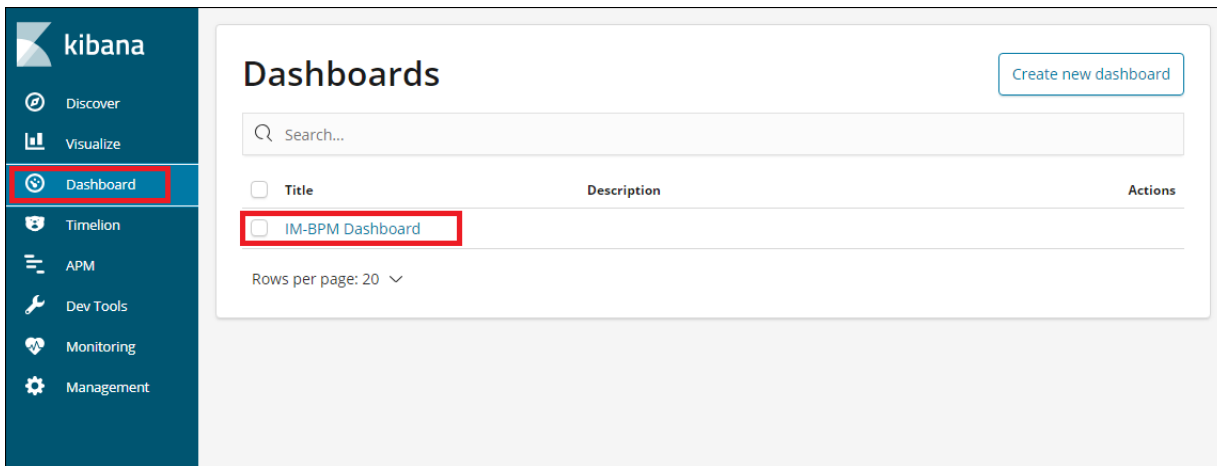 kibana
Discover
Visualize
Dashboard
Timelion
APM
Dev Tools
Monitoring
Management
Dashboards
Create new dashboard
Search...
Title Description Actions
IM-BPM Dashboard
Rows per page: 20